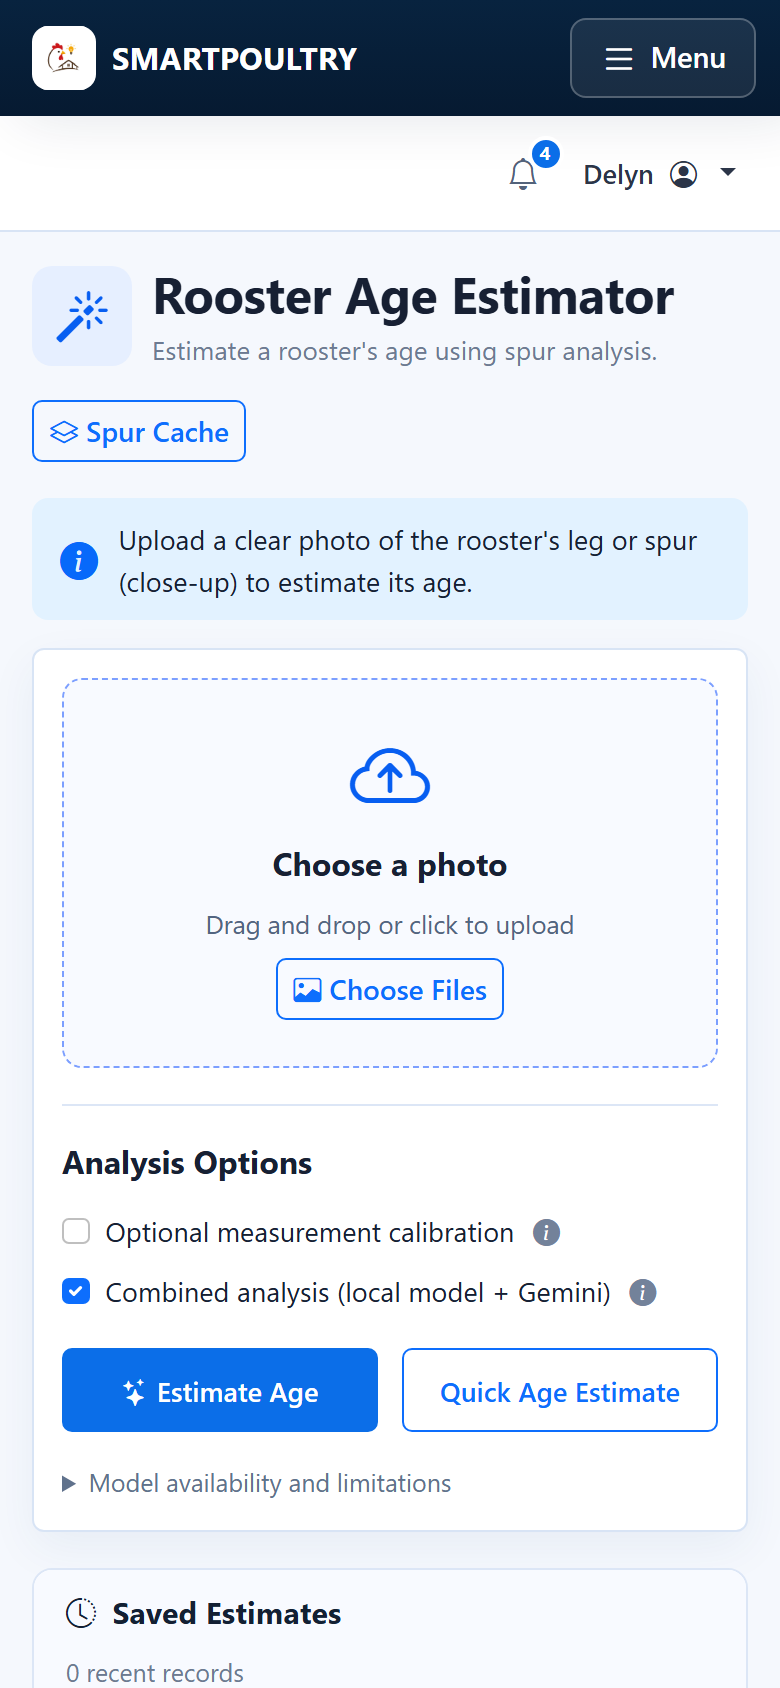 SMARTPOULTRY
Menu
4
Delyn
Rooster Age Estimator
Estimate a rooster's age using spur analysis.
Spur Cache
Upload a clear photo of the rooster's leg or spur
(close-up) to estimate its age.
Choose a photo
Drag and drop or click to upload
Choose Files
Analysis Options
Optional measurement calibration
Combined analysis (local model + Gemini)
Estimate Age
Quick Age Estimate
Model availability and limitations
Saved Estimates
0 recent records